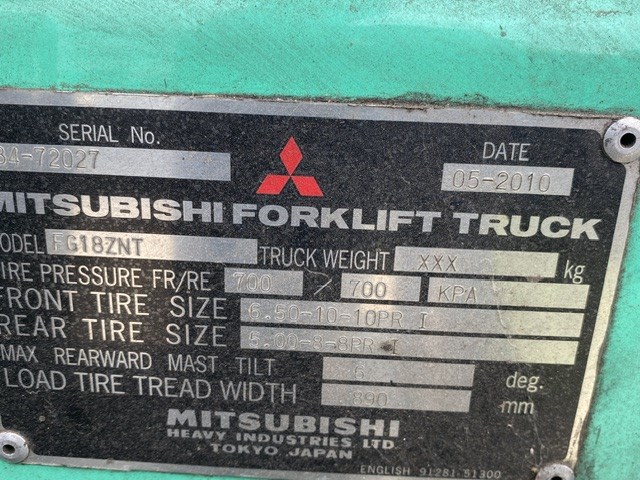 SERIAL No.
84-72027
DATE
05-2010
MITSUBISHI FORKLIFT TRUCK
MODEL FG18ZNT
TRUCK WEIGHT XXX kg
TIRE PRESSURE FR/RE 700 / 700 KPA
FRONT TIRE SIZE 6.50-10-10PR I
REAR TIRE SIZE 5.00-8-8PR I
MAX REARWARD MAST TILT 6 deg.
LOAD TIRE TREAD WIDTH 890 mm
MITSUBISHI
HEAVY INDUSTRIES LTD
TOKYO JAPAN
ENGLISH 91281-51300